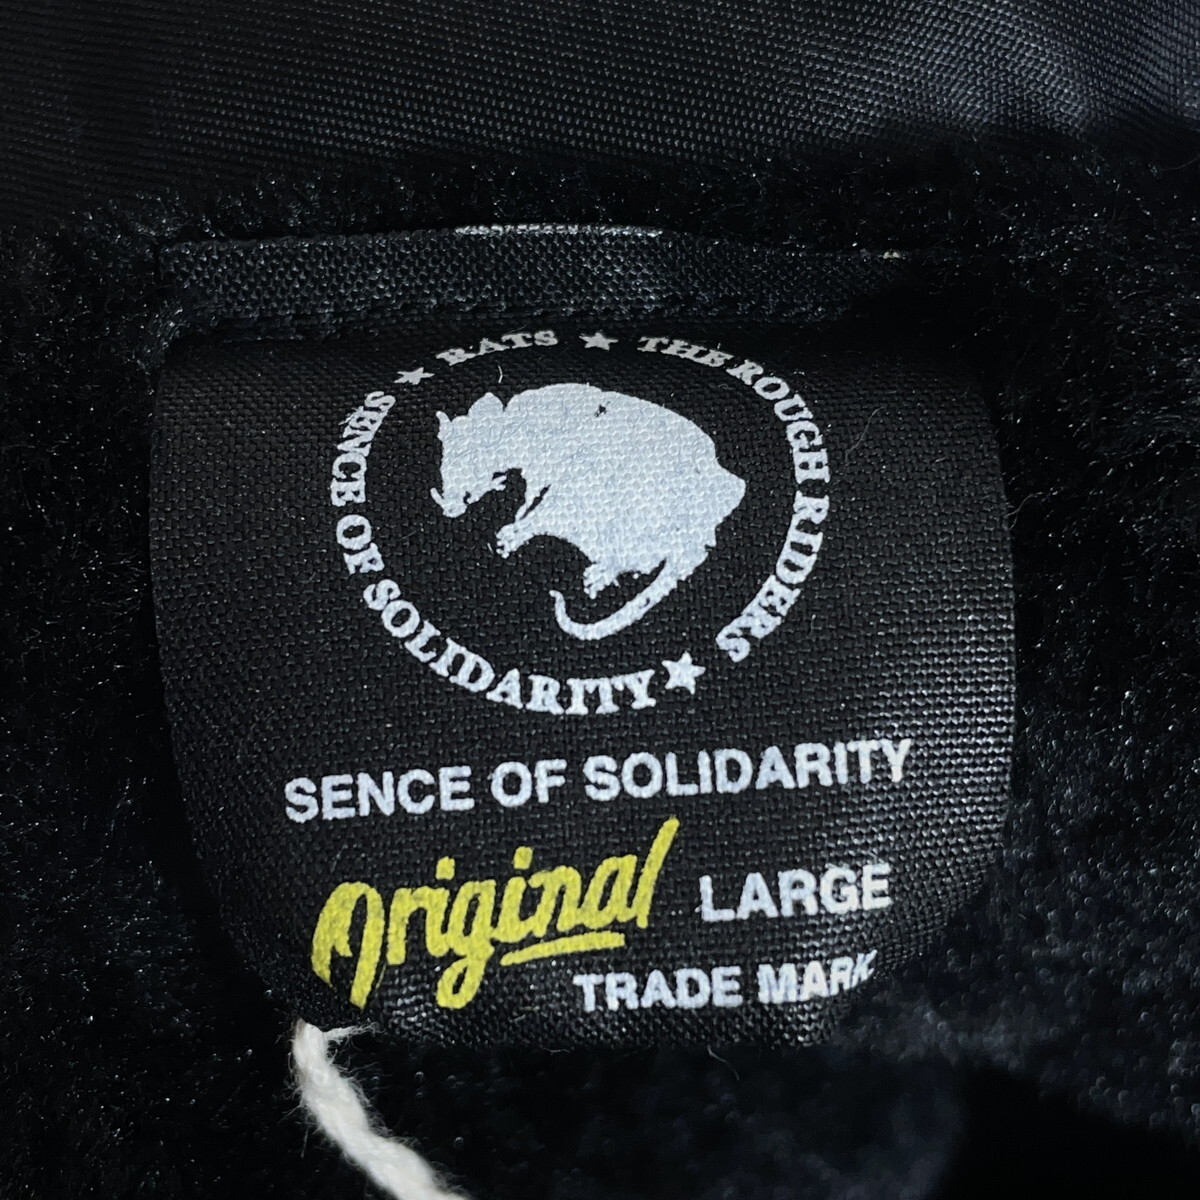 ★ RATS ★ THE ROUGH RIDERS ★ SENCE OF SOLIDARITY
SENCE OF SOLIDARITY
Original LARGE
TRADE MARK